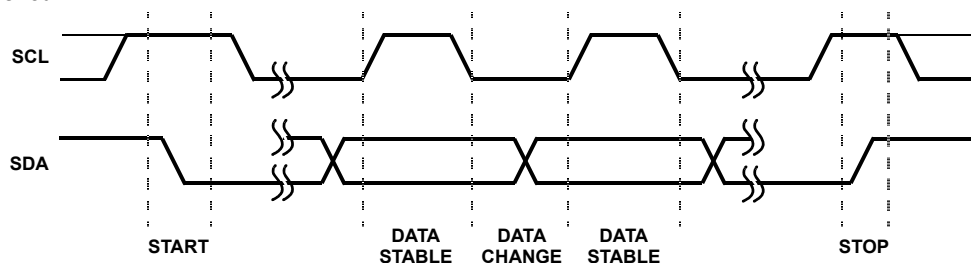 SCL
SDA
START
DATA
STABLE
DATA
CHANGE
DATA
STABLE
STOP